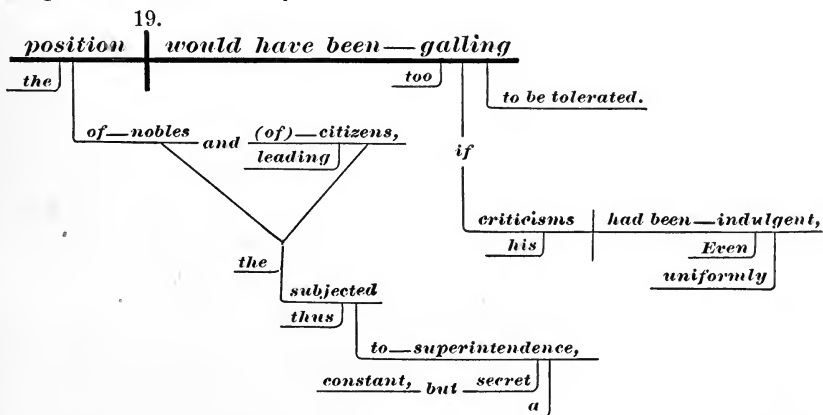 19.
position would have been—galling
the too
to be tolerated.
of—nobles and (of)—citizens,
leading if
criticisms had been—indulgent,
his Even
the uniformly
subjected
thus
to—superintendence,
constant, but secret
a